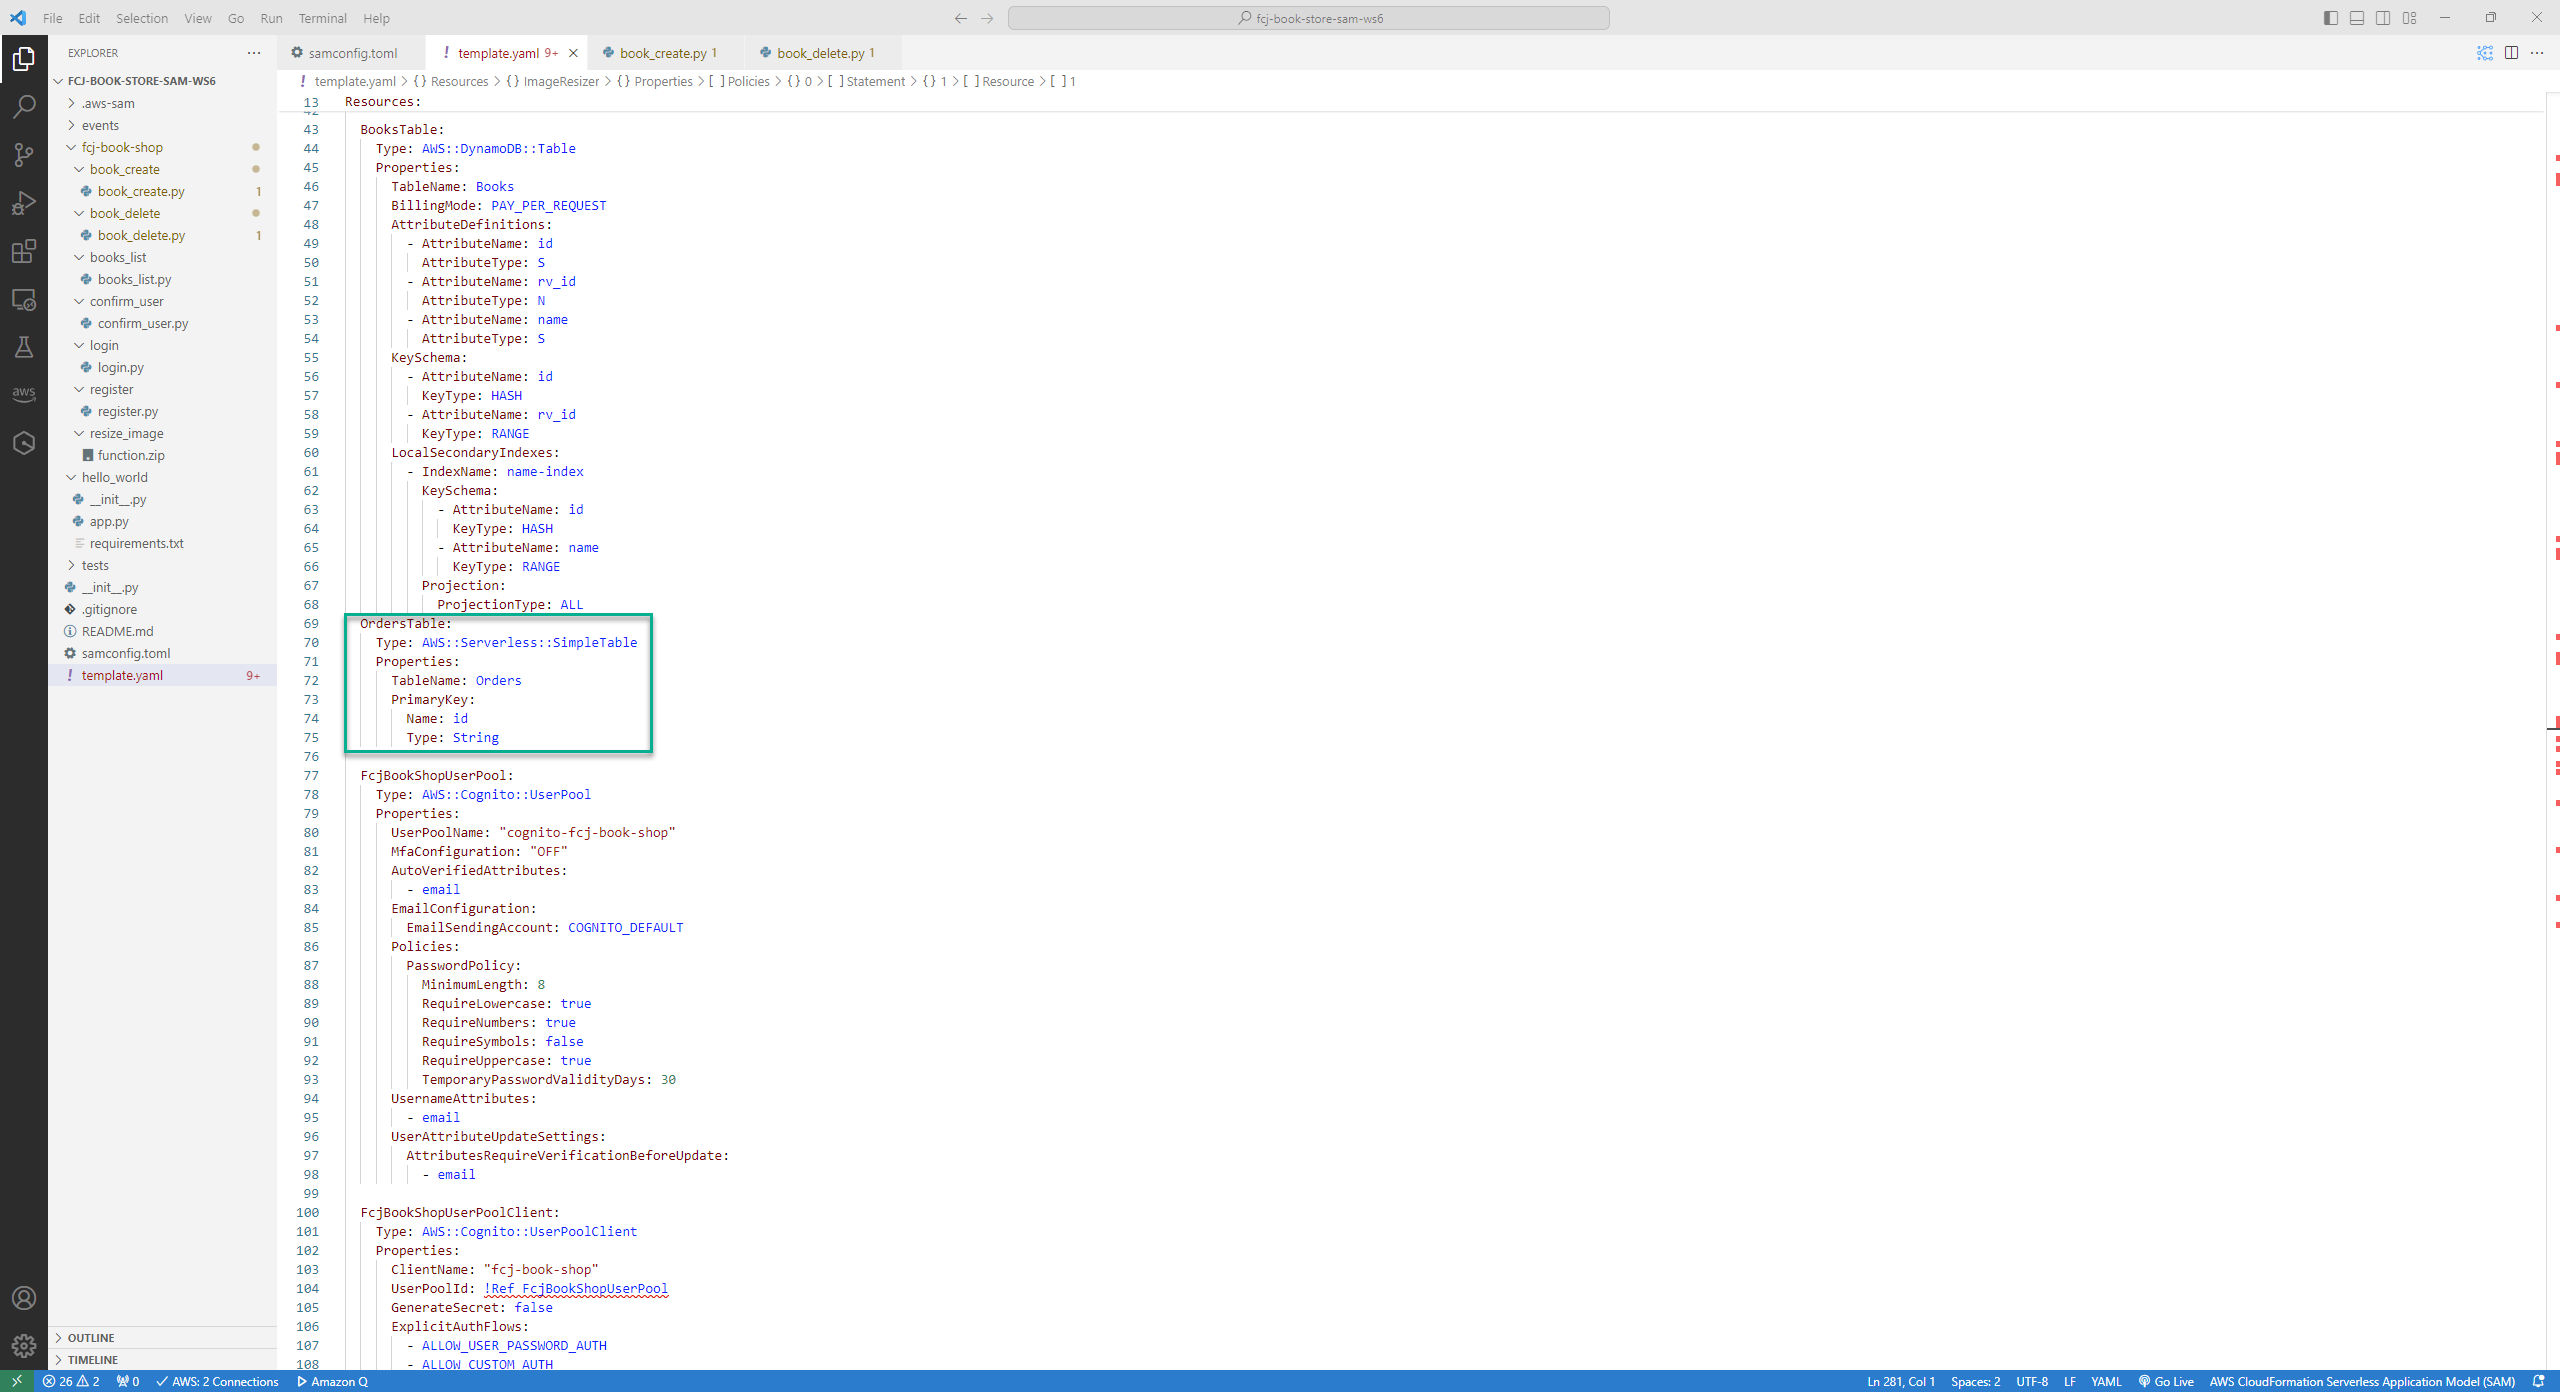 File Edit Selection View Go Run Terminal Help
fcj-book-store-sam-ws6
EXPLORER
FCJ-BOOK-STORE-SAM-WS6
.aws-sam
events
fcj-book-shop
book_create
book_create.py 1
book_delete
book_delete.py 1
books_list
books_list.py
confirm_user
confirm_user.py
login
login.py
register
register.py
resize_image
function.zip
hello_world
__init__.py
app.py
requirements.txt
tests
__init__.py
.gitignore
README.md
samconfig.toml
template.yaml 9+
OUTLINE
TIMELINE
aws
samconfig.toml
template.yaml 9+
book_create.py 1
book_delete.py 1
template.yaml > {} Resources > {} ImageResizer > {} Properties > [ ] Policies > {} 0 > [ ] Statement > {} 1 > [ ] Resource > [ ] 1
13 Resources:
42
43 BooksTable:
44 Type: AWS::DynamoDB::Table
45 Properties:
46 TableName: Books
47 BillingMode: PAY_PER_REQUEST
48 AttributeDefinitions:
49 - AttributeName: id
50 AttributeType: S
51 - AttributeName: rv_id
52 AttributeType: N
53 - AttributeName: name
54 AttributeType: S
55 KeySchema:
56 - AttributeName: id
57 KeyType: HASH
58 - AttributeName: rv_id
59 KeyType: RANGE
60 LocalSecondaryIndexes:
61 - IndexName: name-index
62 KeySchema:
63 - AttributeName: id
64 KeyType: HASH
65 - AttributeName: name
66 KeyType: RANGE
67 Projection:
68 ProjectionType: ALL
69 OrdersTable:
70 Type: AWS::Serverless::SimpleTable
71 Properties:
72 TableName: Orders
73 PrimaryKey:
74 Name: id
75 Type: String
76
77 FcjBookShopUserPool:
78 Type: AWS::Cognito::UserPool
79 Properties:
80 UserPoolName: "cognito-fcj-book-shop"
81 MfaConfiguration: "OFF"
82 AutoVerifiedAttributes:
83 - email
84 EmailConfiguration:
85 EmailSendingAccount: COGNITO_DEFAULT
86 Policies:
87 PasswordPolicy:
88 MinimumLength: 8
89 RequireLowercase: true
90 RequireNumbers: true
91 RequireSymbols: false
92 RequireUppercase: true
93 TemporaryPasswordValidityDays: 30
94 UsernameAttributes:
95 - email
96 UserAttributeUpdateSettings:
97 AttributesRequireVerificationBeforeUpdate:
98 - email
99
100 FcjBookShopUserPoolClient:
101 Type: AWS::Cognito::UserPoolClient
102 Properties:
103 ClientName: "fcj-book-shop"
104 UserPoolId: !Ref FcjBookShopUserPool
105 GenerateSecret: false
106 ExplicitAuthFlows:
107 - ALLOW_USER_PASSWORD_AUTH
108 - ALLOW_CUSTOM_AUTH
26 2 0 AWS: 2 Connections Amazon Q
Ln 281, Col 1 Spaces: 2 UTF-8 LF YAML Go Live AWS CloudFormation Serverless Application Model (SAM)